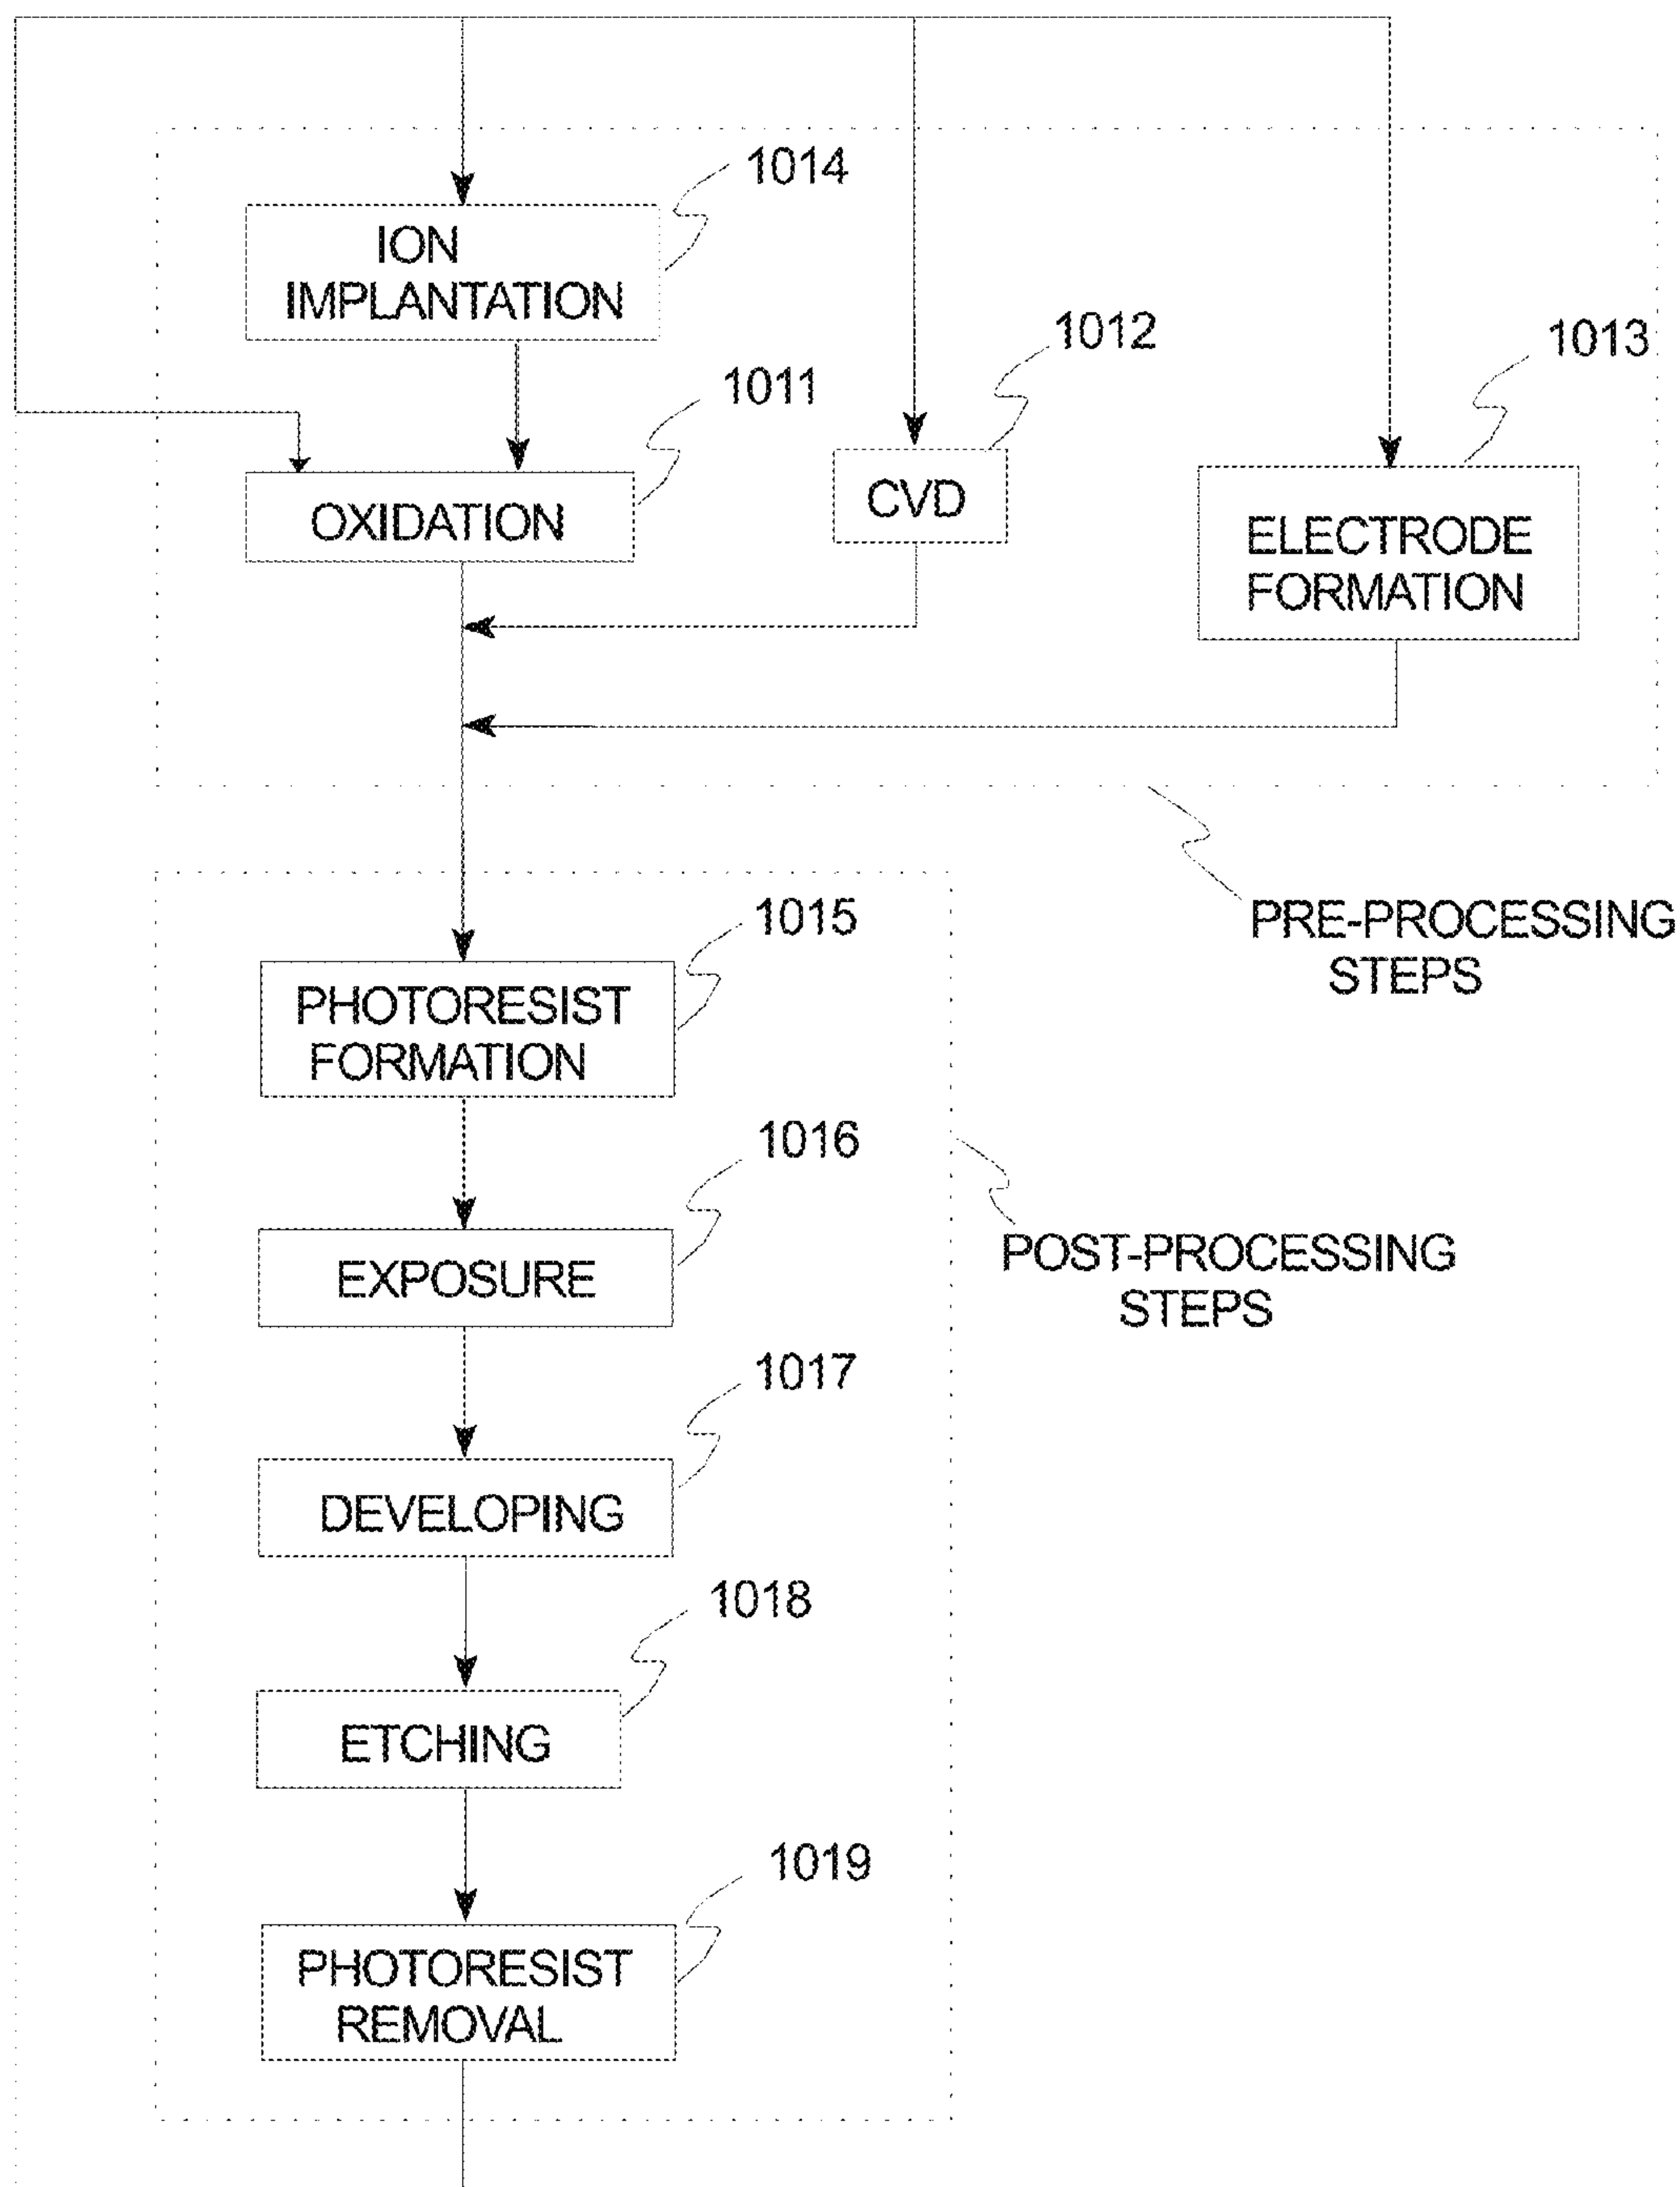 1014
ION
IMPLANTATION
1012
1013
1011
OXIDATION
CVD
ELECTRODE
FORMATION
PRE-PROCESSING
STEPS
1015
PHOTORESIST
FORMATION
1016
EXPOSURE
POST-PROCESSING
STEPS
1017
DEVELOPING
1018
ETCHING
1019
PHOTORESIST
REMOVAL